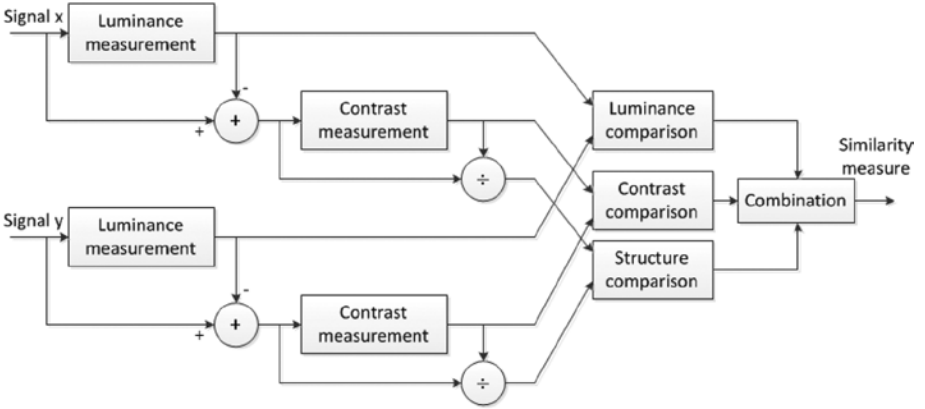 Signal x
Luminance
measurement
-
+
+
Contrast
measurement
÷
Luminance
comparison
Similarity
measure
Contrast
comparison
Combination
Signal y
Luminance
measurement
Structure
comparison
-
+
+
Contrast
measurement
÷